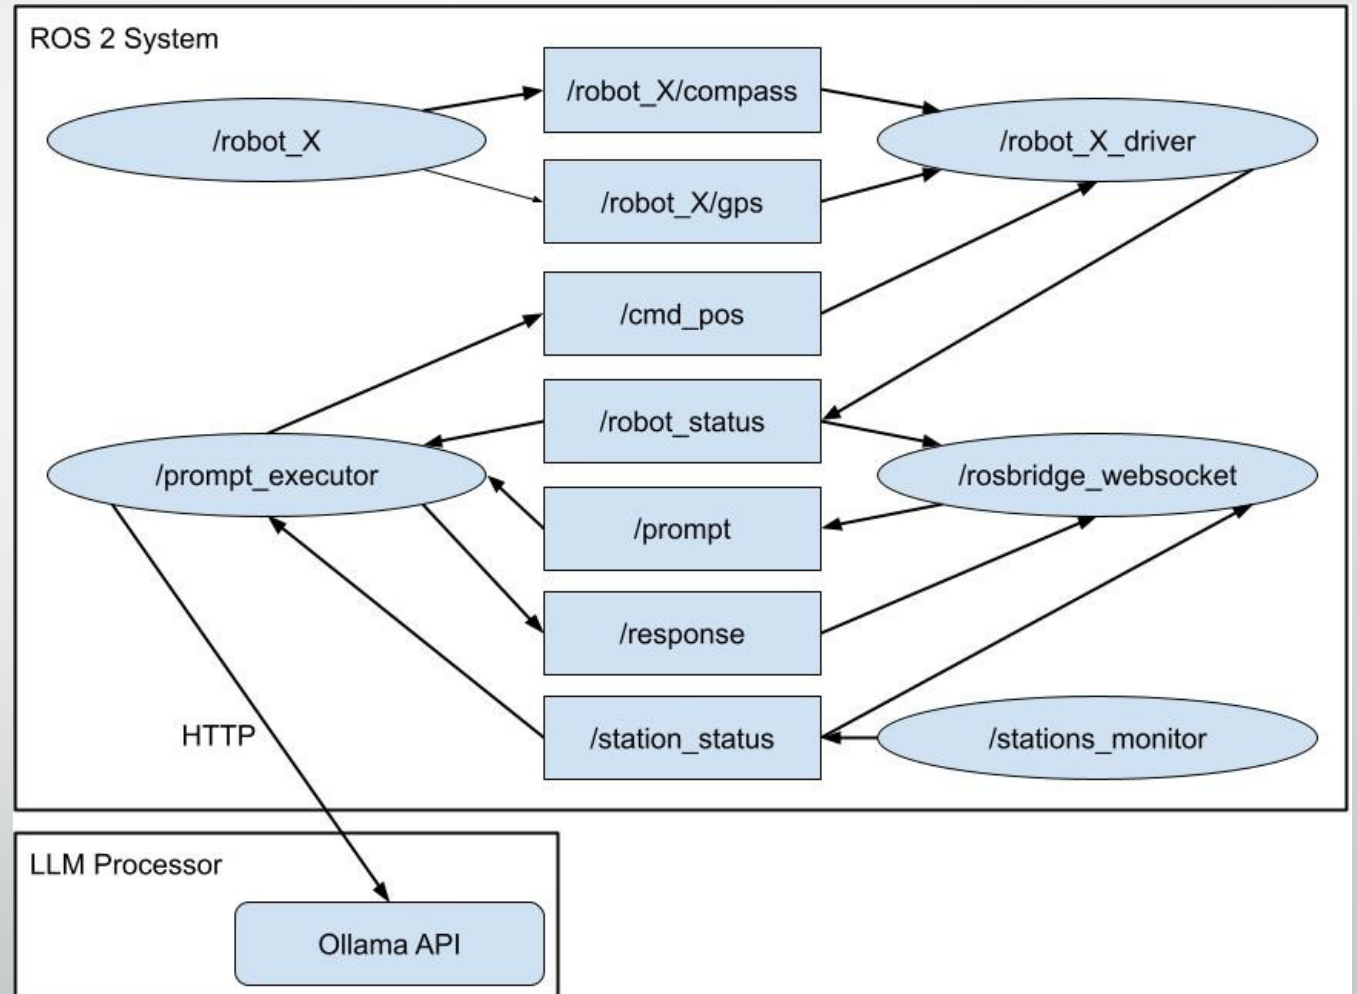 ROS 2 System
/robot_X/compass
/robot_X
/robot_X_driver
/robot_X/gps
/cmd_pos
/robot_status
/prompt_executor
/rosbridge_websocket
/prompt
/response
HTTP
/station_status
/stations_monitor
LLM Processor
Ollama API